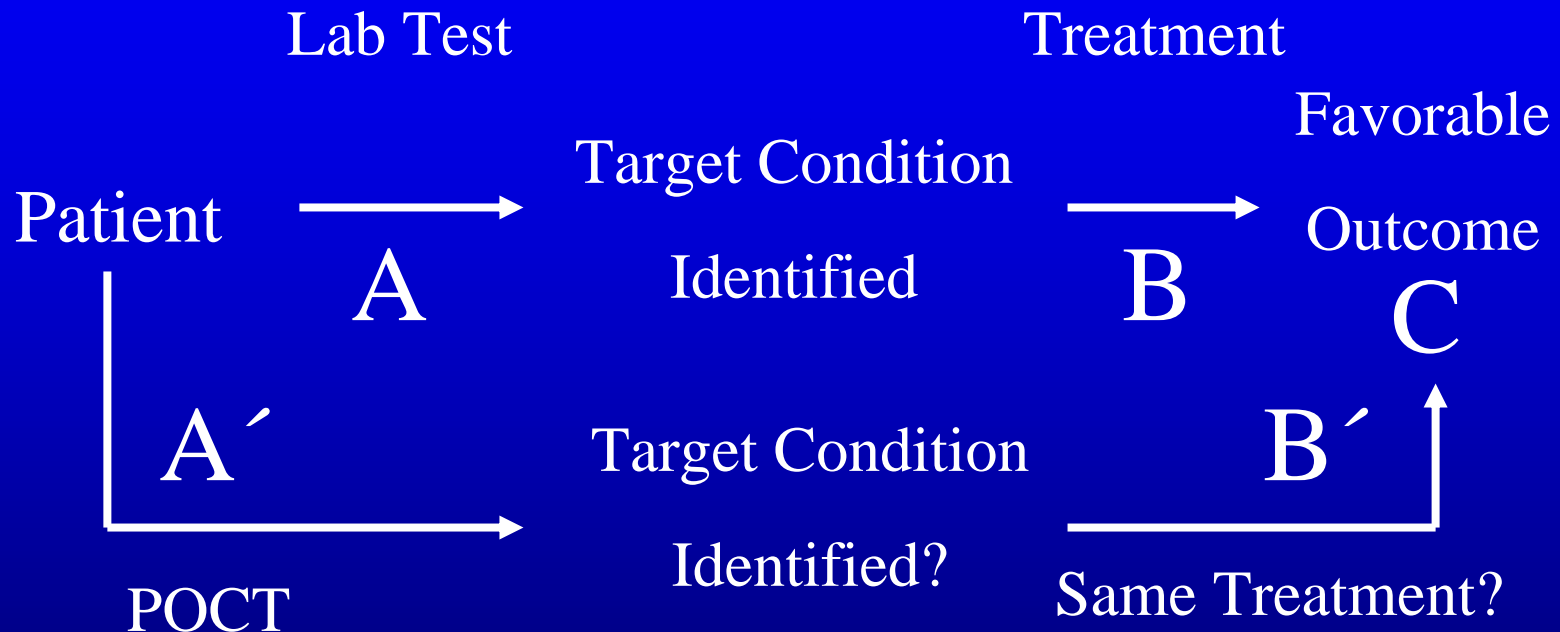 Lab Test
Treatment
Patient
A
Target Condition
Identified
B
Favorable
Outcome
C
A´
POCT
Target Condition
Identified?
B´
Same Treatment?